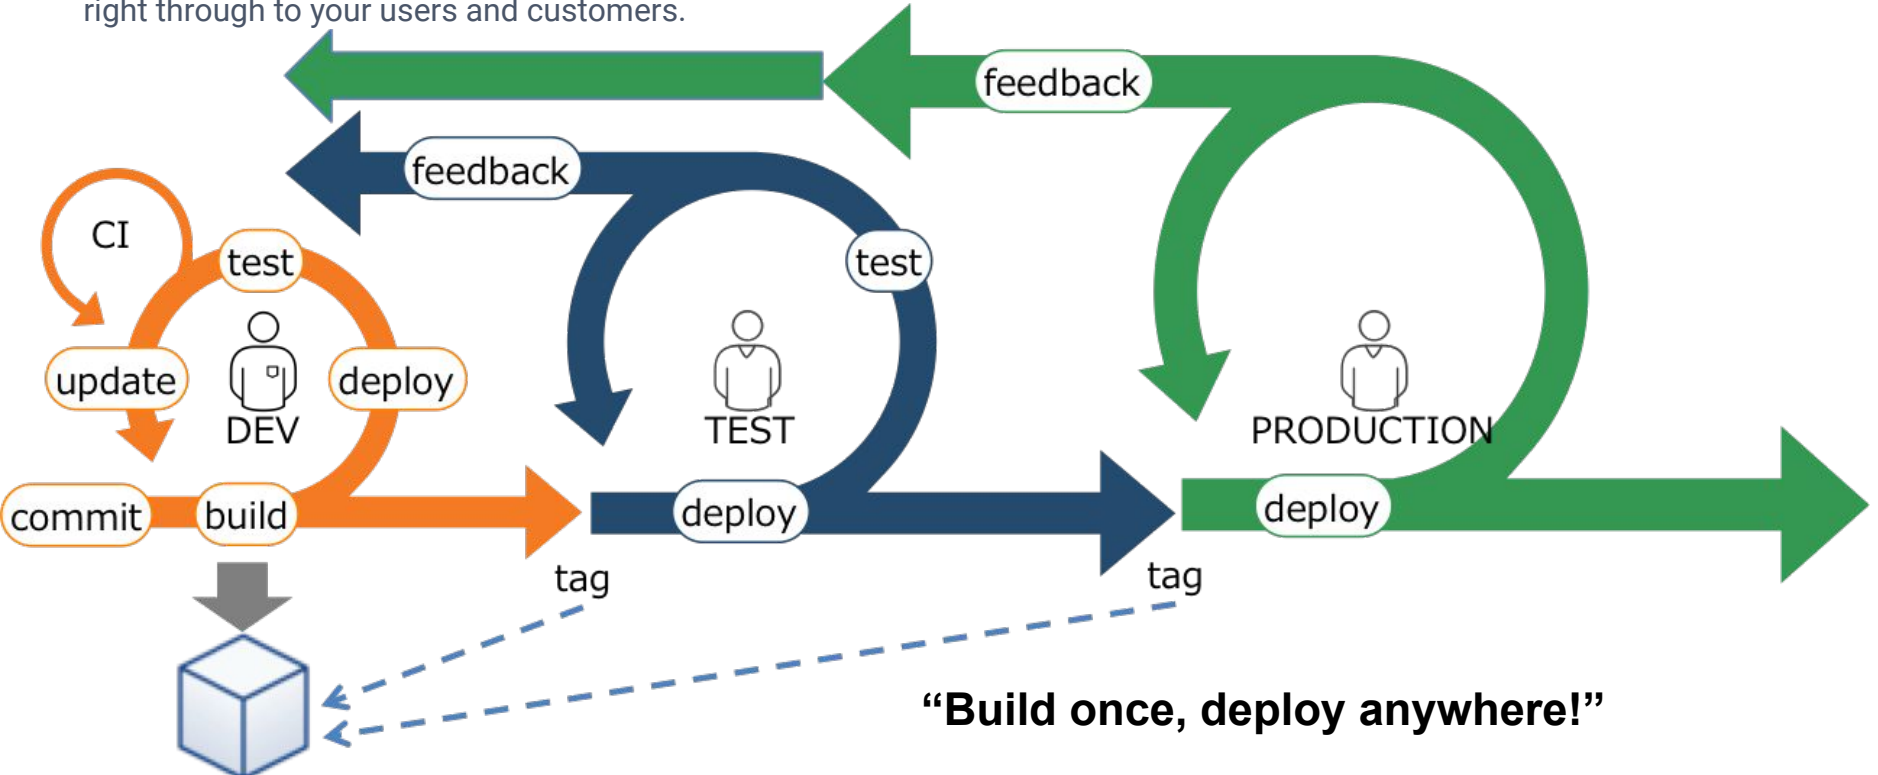 right through to your users and customers.
feedback
feedback
CI
test
test
update
deploy
DEV
TEST
PRODUCTION
commit
build
deploy
deploy
tag
tag
“Build once, deploy anywhere!”